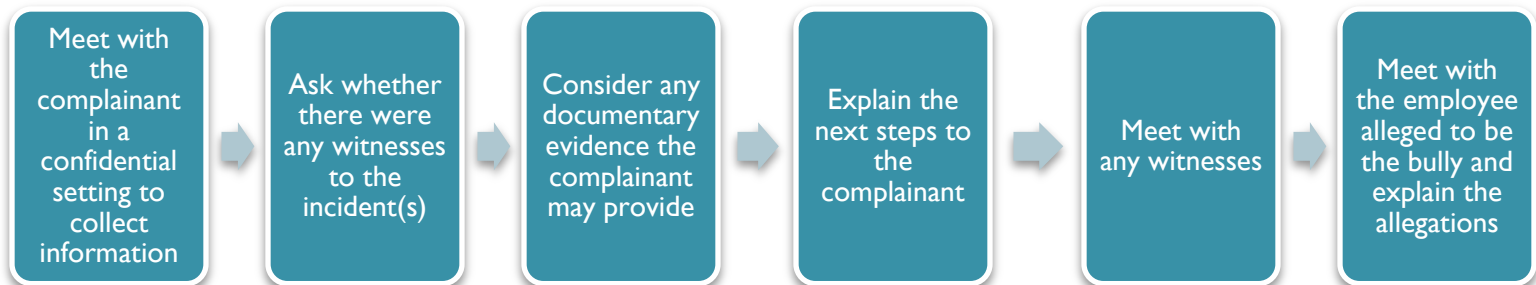 Meet with
the
complainant
in a
confidential
setting to
collect
information
Ask whether
there were
any witnesses
to the
incident(s)
Consider any
documentary
evidence the
complainant
may provide
Explain the
next steps to
the
complainant
Meet with
any witnesses
Meet with
the employee
alleged to be
the bully and
explain the
allegations